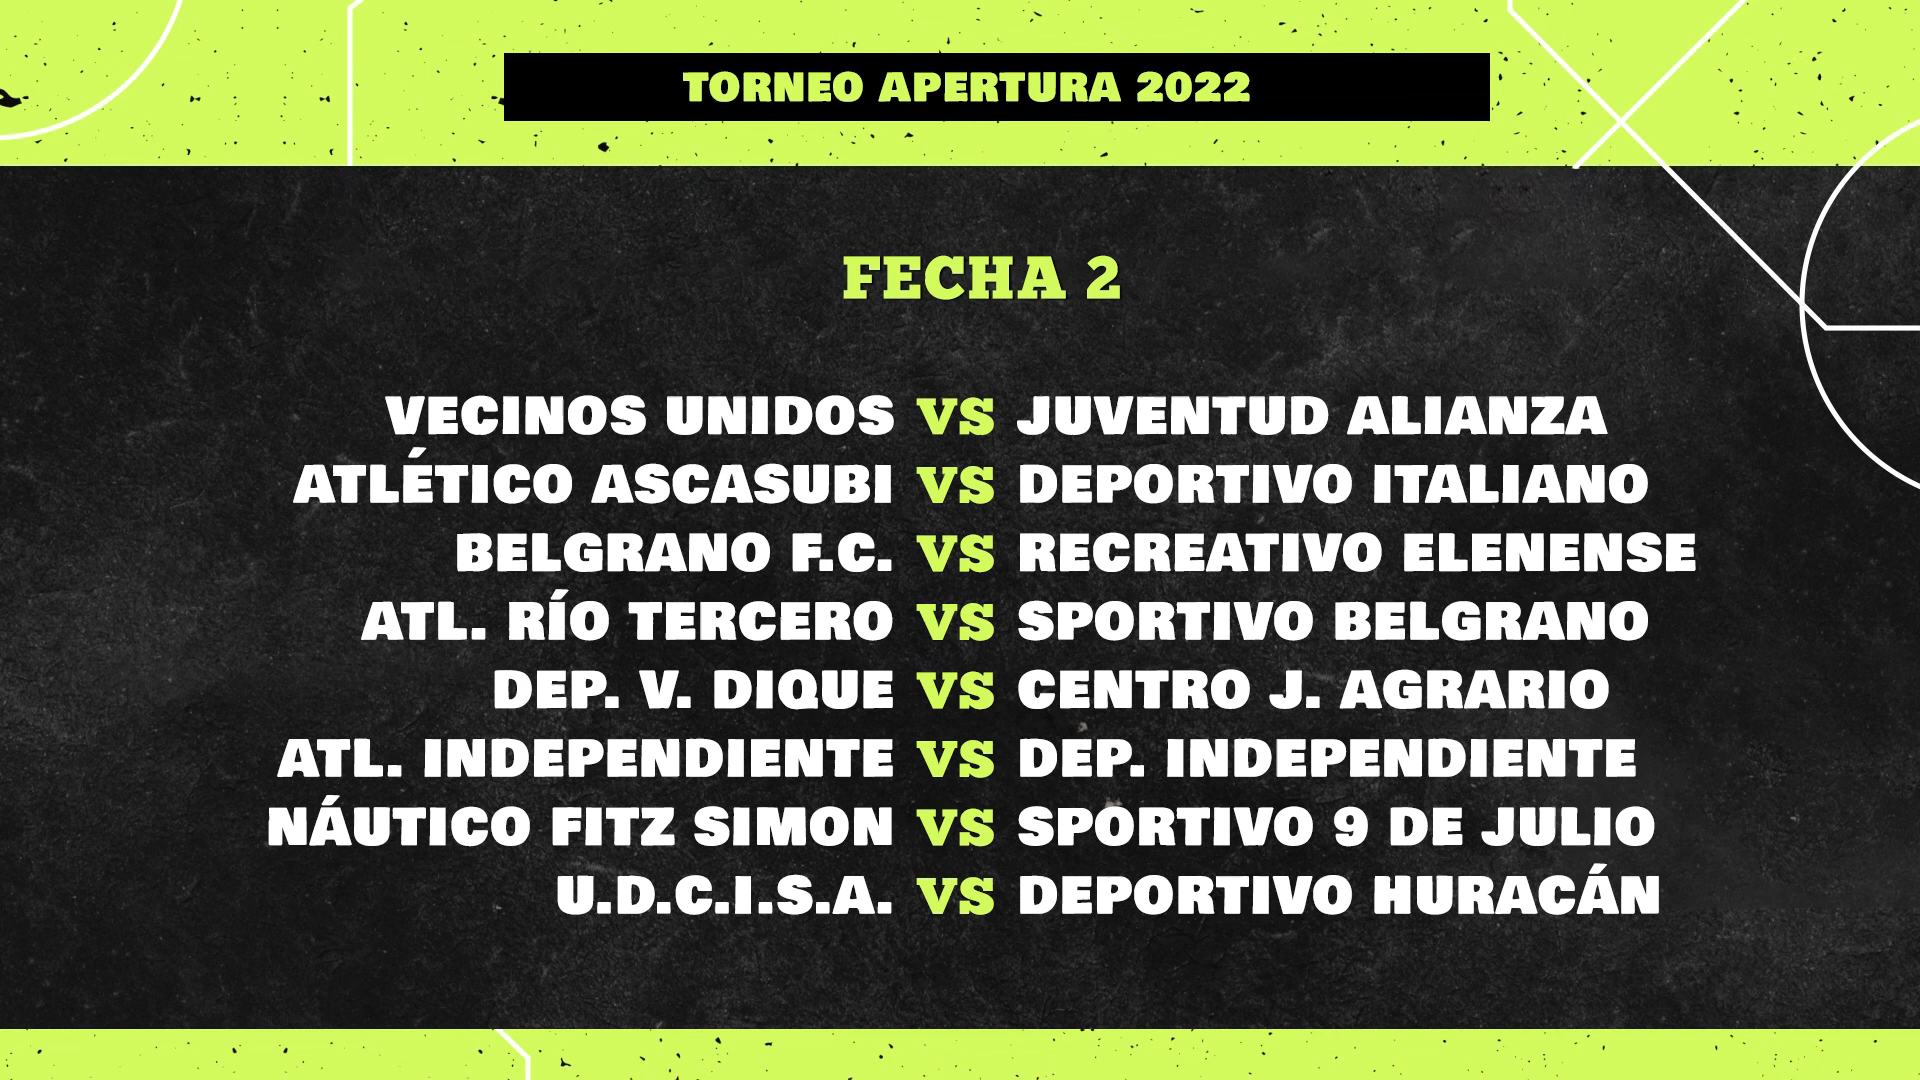 TORNEO APERTURA 2022
FECHA 2
VECINOS UNIDOS VS JUVENTUD ALIANZA
ATLÉTICO ASCASUBI VS DEPORTIVO ITALIANO
BELGRANO F.C. VS RECREATIVO ELENENSE
ATL. RÍO TERCERO VS SPORTIVO BELGRANO
DEP. V. DIQUE VS CENTRO J. AGRARIO
ATL. INDEPENDIENTE VS DEP. INDEPENDIENTE
NÁUTICO FITZ SIMON VS SPORTIVO 9 DE JULIO
U.D.C.I.S.A. VS DEPORTIVO HURACÁN